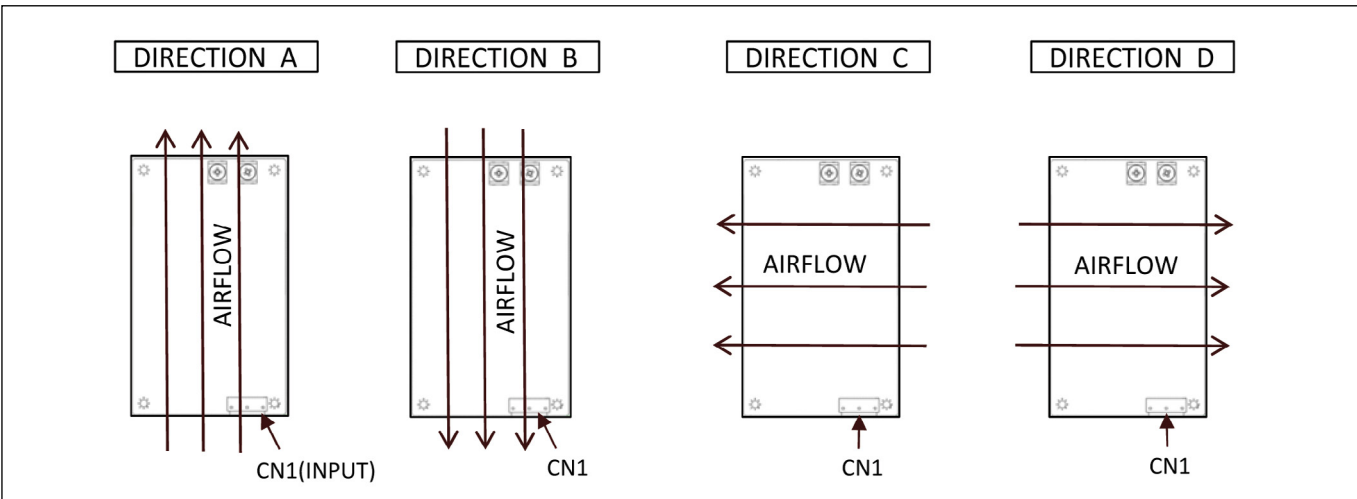 DIRECTION A
DIRECTION B
DIRECTION C
DIRECTION D
AIRFLOW
AIRFLOW
AIRFLOW
AIRFLOW
CN1(INPUT)
CN1
CN1
CN1